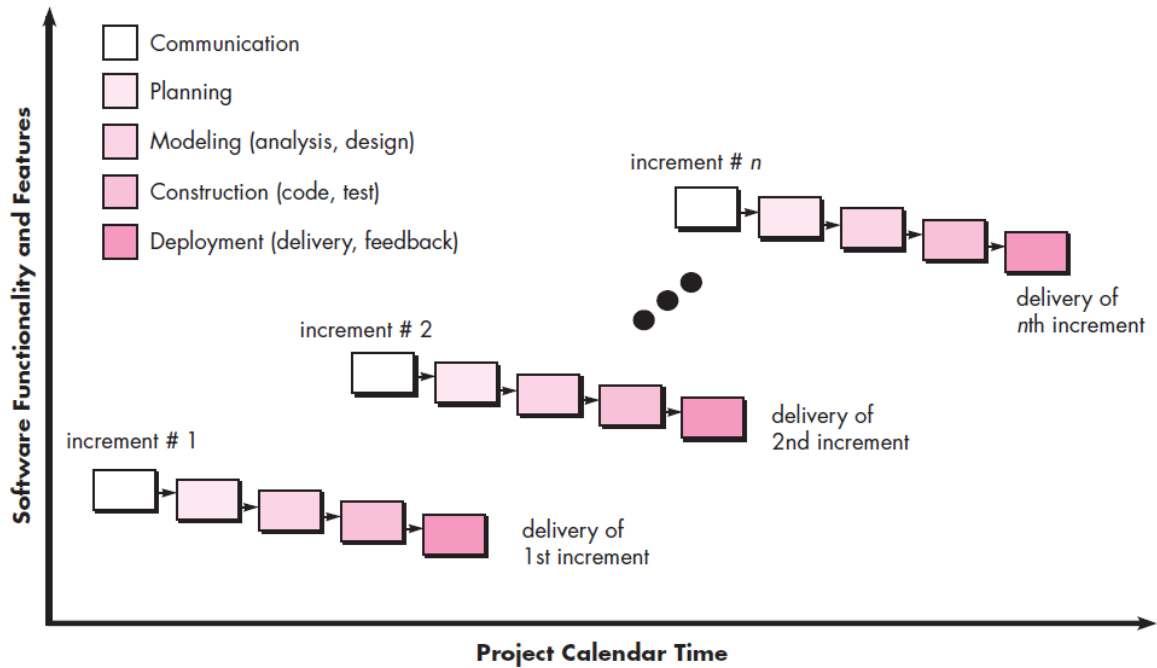 Communication
Planning
Modeling (analysis, design)
Construction (code, test)
Deployment (delivery, feedback)
Software Functionality and Features
increment # n
delivery of
nth increment
increment # 2
delivery of
2nd increment
increment # 1
delivery of
1st increment
Project Calendar Time